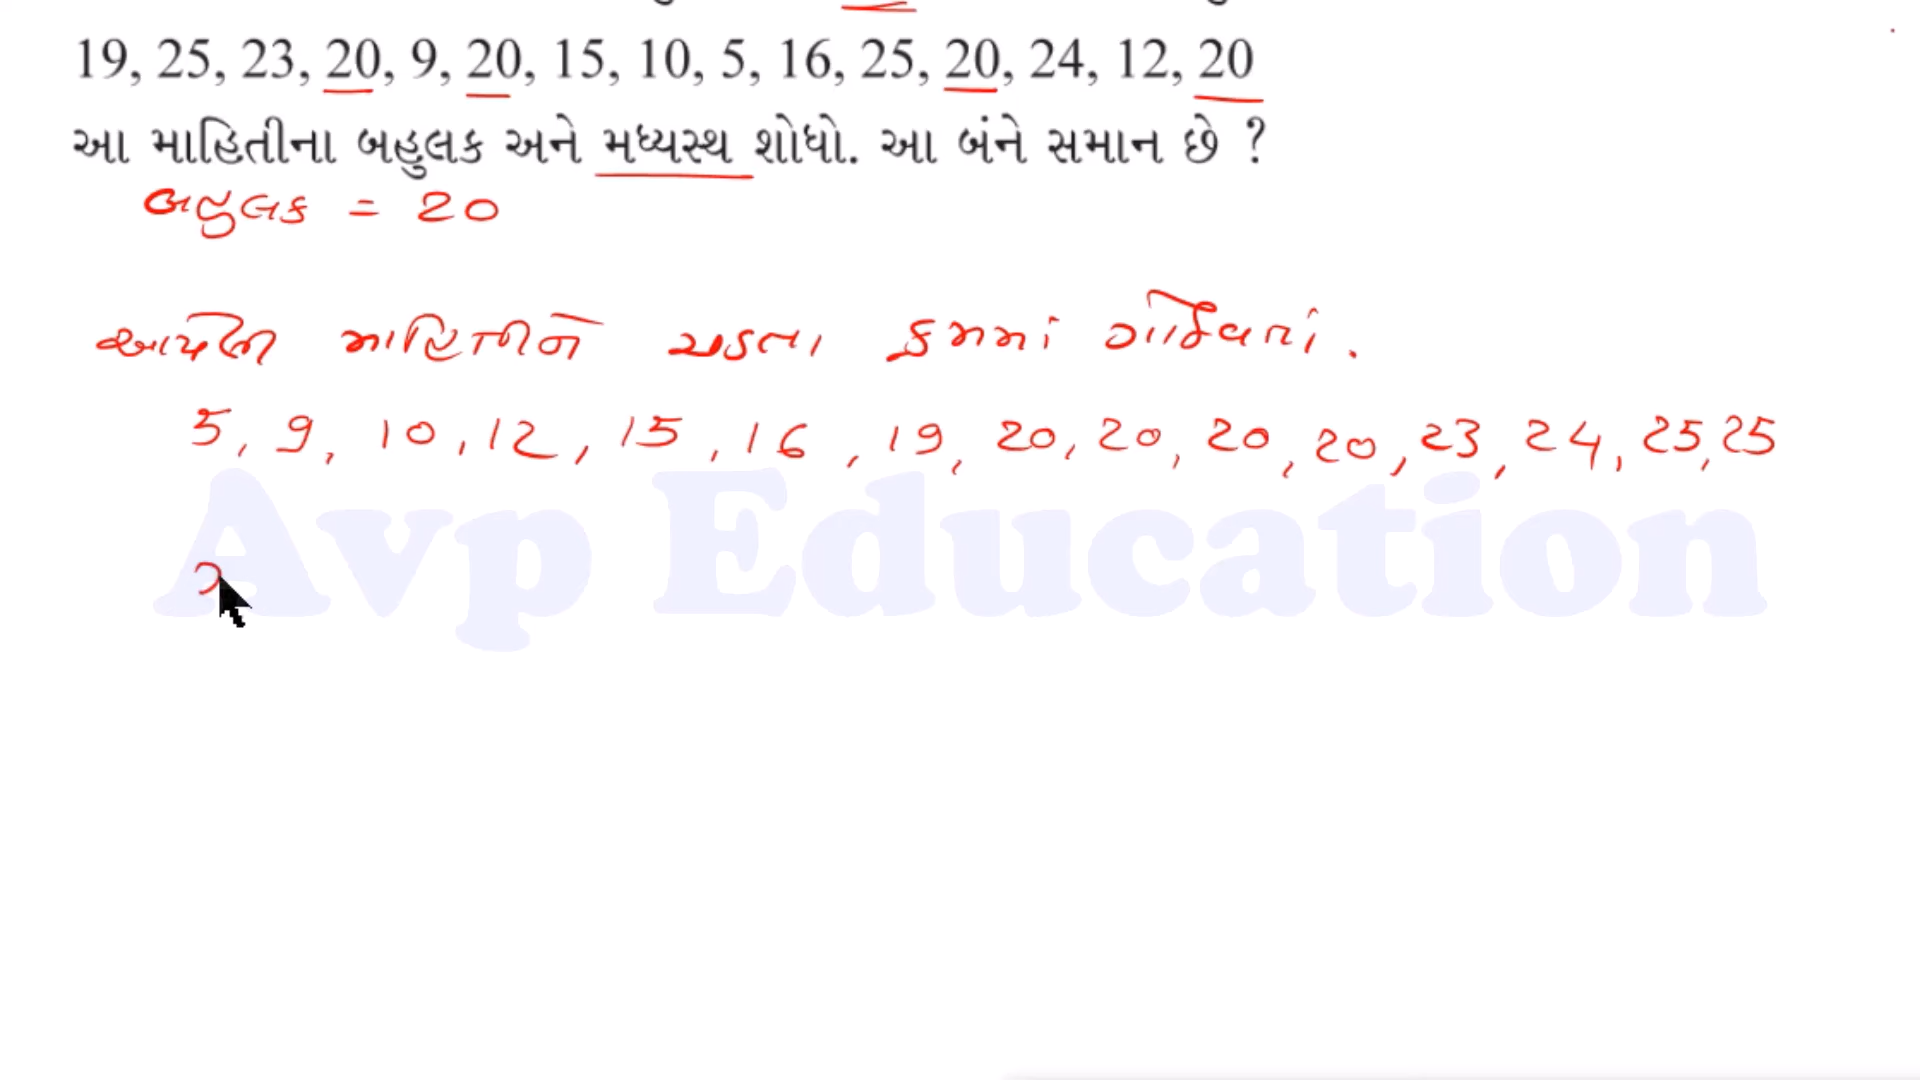 19, 25, 23, 20, 9, 20, 15, 10, 5, 16, 25, 20, 24, 12, 20
આ માહિતીના બહુલક અને મધ્યસ્થ શોધો. આ બંને સમાન છે ?
બહુલક = 20
આપેલી માહિતીને ચડતા ક્રમમાં ગોઠવતાં.
5, 9, 10, 12, 15, 16, 19, 20, 20, 20, 20, 23, 24, 25, 25
Avp Education